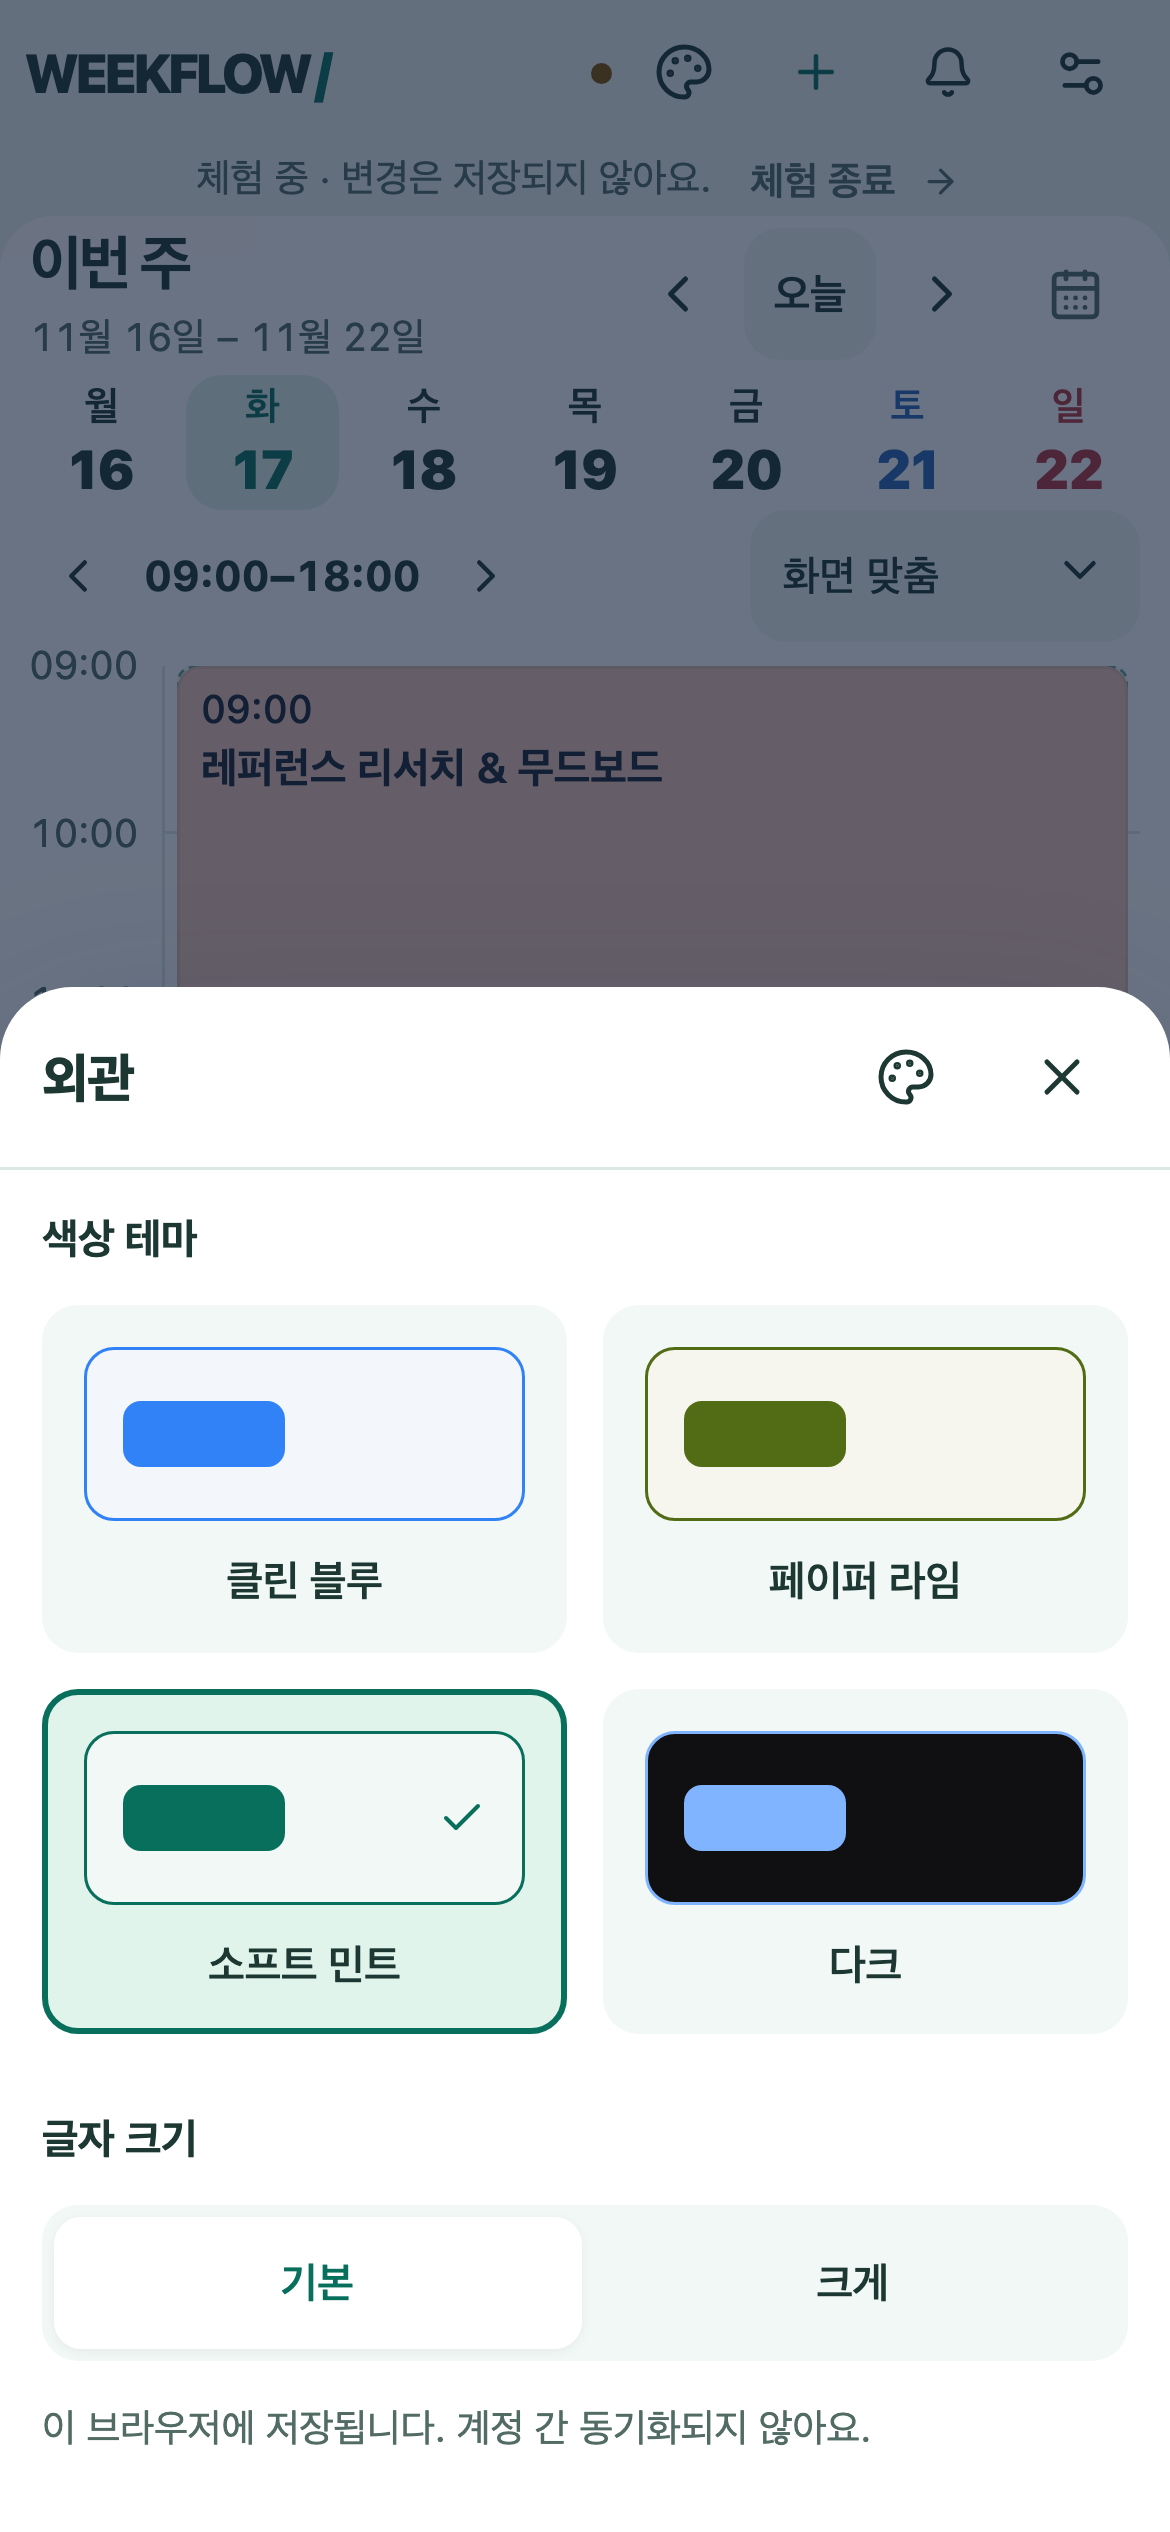 WEEKFLOW/
체험 중 · 변경은 저장되지 않아요. 체험 종료 →
이번 주
11월 16일 – 11월 22일
오늘
월 화 수 목 금 토 일
16 17 18 19 20 21 22
09:00–18:00
화면 맞춤
09:00
09:00
레퍼런스 리서치 & 무드보드
10:00
외관
색상 테마
클린 블루
페이퍼 라임
소프트 민트
다크
글자 크기
기본
크게
이 브라우저에 저장됩니다. 계정 간 동기화되지 않아요.